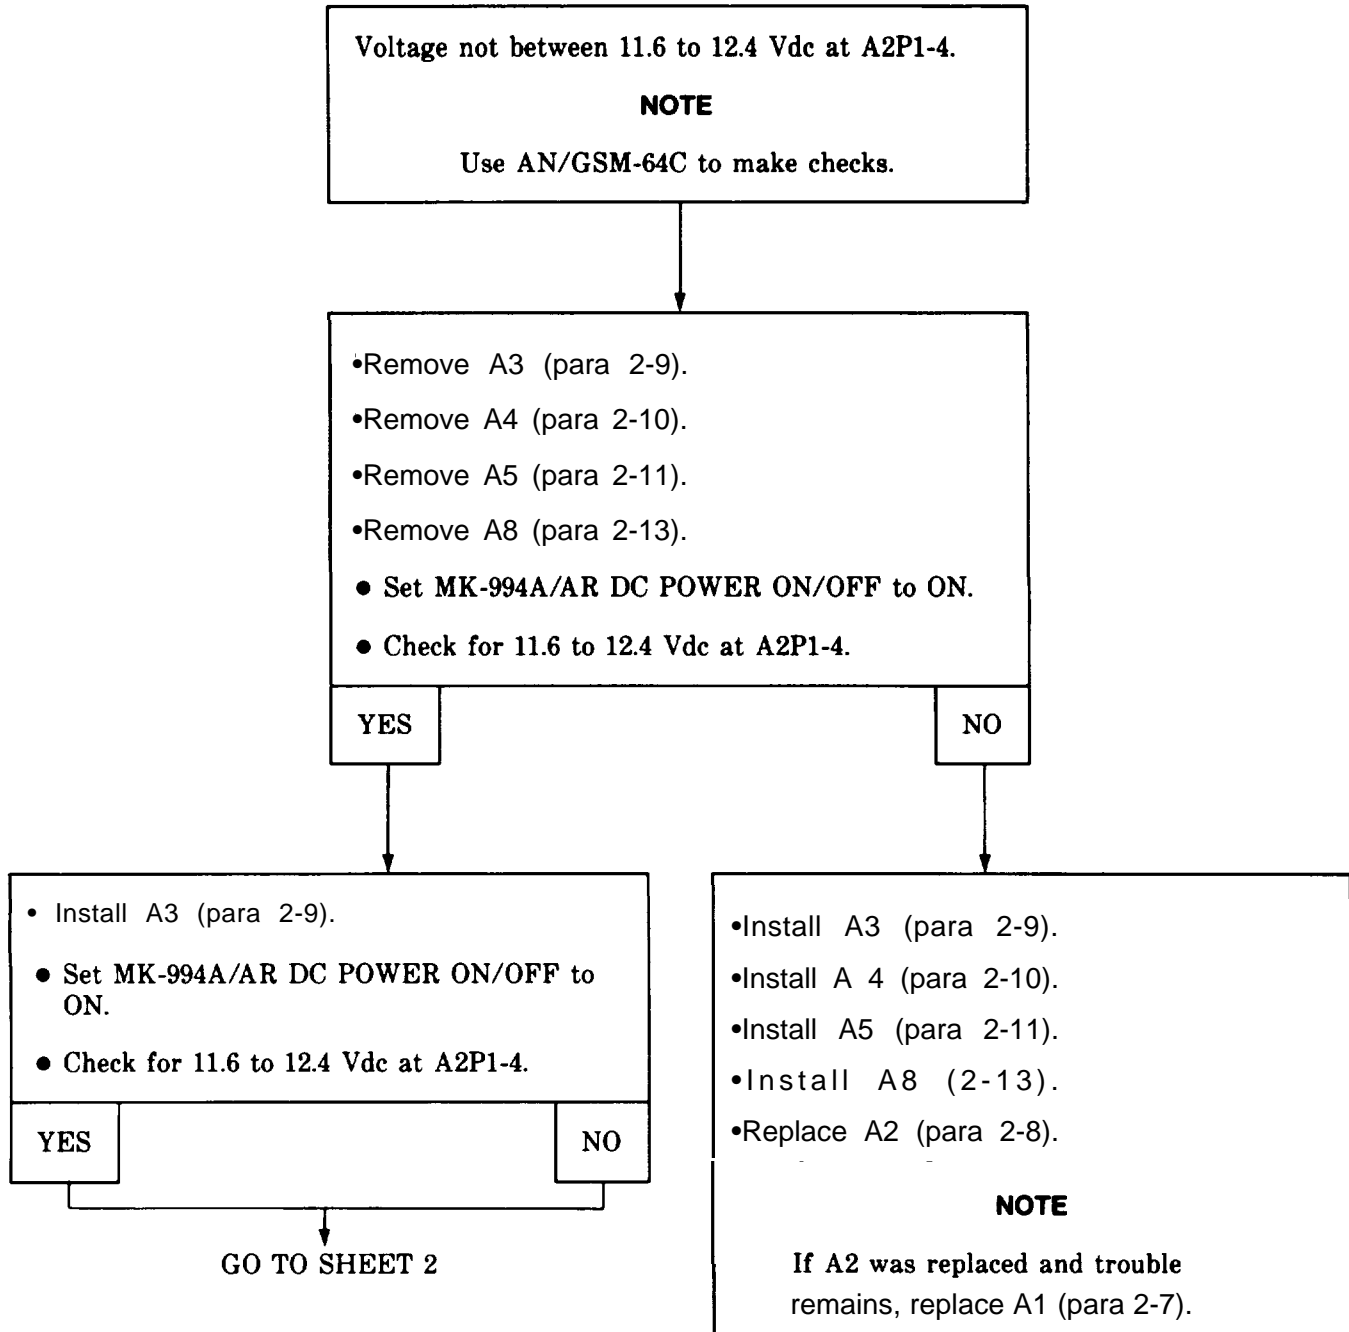 Voltage not between 11.6 to 12.4 Vdc at A2P1-4.
NOTE
Use AN/GSM-64C to make checks.
•Remove A3 (para 2-9).
•Remove A4 (para 2-10).
•Remove A5 (para 2-11).
•Remove A8 (para 2-13).
● Set MK-994A/AR DC POWER ON/OFF to ON.
● Check for 11.6 to 12.4 Vdc at A2P1-4.
YES
NO
• Install A3 (para 2-9).
● Set MK-994A/AR DC POWER ON/OFF to
ON.
● Check for 11.6 to 12.4 Vdc at A2P1-4.
YES
NO
GO TO SHEET 2
•Install A3 (para 2-9).
•Install A 4 (para 2-10).
•Install A5 (para 2-11).
•Install A8 (2-13).
•Replace A2 (para 2-8).
NOTE
If A2 was replaced and trouble
remains, replace A1 (para 2-7).